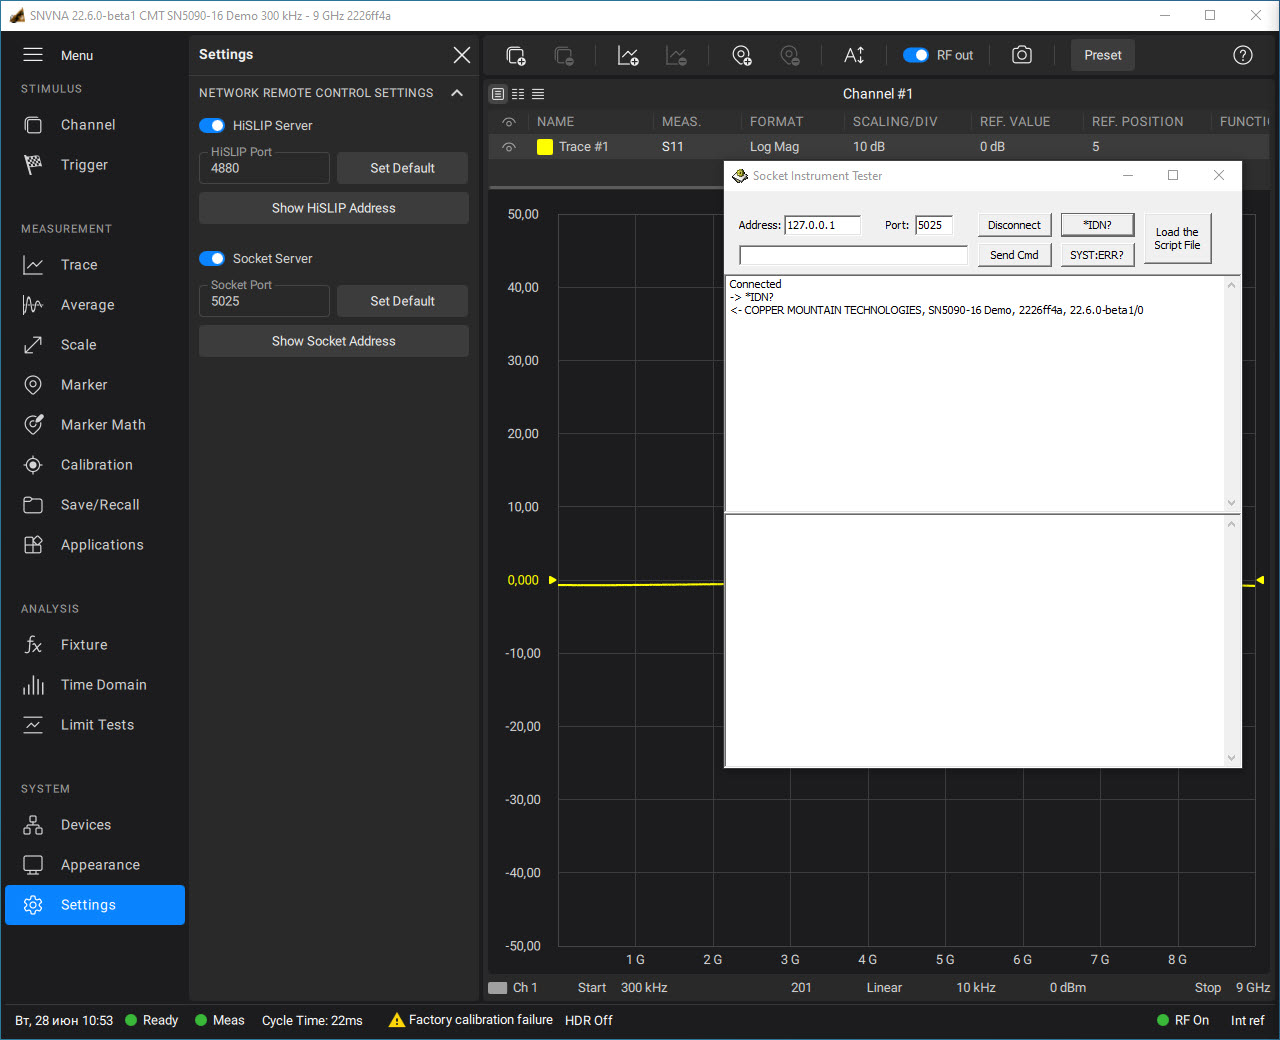 SNVNA 22.6.0-beta1 CMT SN5090-16 Demo 300 kHz - 9 GHz 2226ff4a
Menu
STIMULUS
Channel
Trigger
MEASUREMENT
Trace
Average
Scale
Marker
Marker Math
Calibration
Save/Recall
Applications
ANALYSIS
Fixture
Time Domain
Limit Tests
SYSTEM
Devices
Appearance
Settings
Settings
NETWORK REMOTE CONTROL SETTINGS
HiSLIP Server
HiSLIP Port
4880 Set Default
Show HiSLIP Address
Socket Server
Socket Port
5025 Set Default
Show Socket Address
RF out Preset
Channel #1
NAME MEAS. FORMAT SCALING/DIV REF. VALUE REF. POSITION FUNCTI
Trace #1 S11 Log Mag 10 dB 0 dB 5
50,00
40,00
30,00
20,00
10,00
0,000
-10,00
-20,00
-30,00
-40,00
-50,00
1 G 2 G 3 G 4 G 5 G 6 G 7 G 8 G
Ch 1 Start 300 kHz 201 Linear 10 kHz 0 dBm Stop 9 GHz
Socket Instrument Tester
Address: 127.0.0.1 Port: 5025 Disconnect *IDN? Load the Script File
Send Cmd SYST:ERR?
Connected
-> *IDN?
<- COPPER MOUNTAIN TECHNOLOGIES, SN5090-16 Demo, 2226ff4a, 22.6.0-beta1/0
Вт, 28 июн 10:53 Ready Meas Cycle Time: 22ms Factory calibration failure HDR Off RF On Int ref